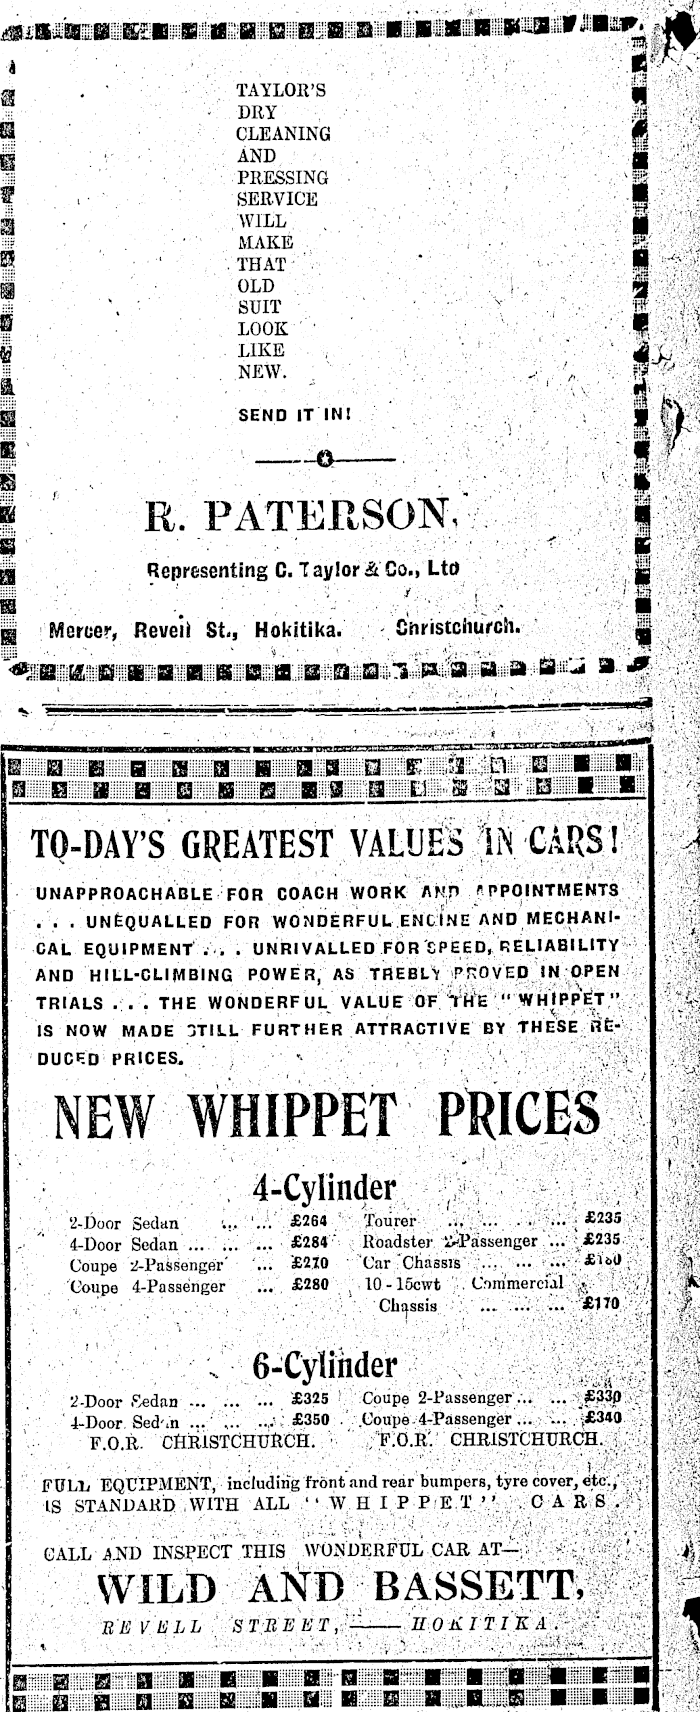 TAYLOR'S
DRY
CLEANING
AND
PRESSING
SERVICE
WILL
MAKE
THAT
OLD
SUIT
LOOK
LIKE
NEW.
SEND IT IN!
R. PATERSON,
Representing C. Taylor & Co., Ltd
Mercer, Revell St., Hokitika. Christchurch.
TO-DAY'S GREATEST VALUES IN CARS!
UNAPPROACHABLE FOR COACH WORK AND APPOINTMENTS
. . . UNEQUALLED FOR WONDERFUL ENGINE AND MECHANI-
CAL EQUIPMENT . . . UNRIVALLED FOR SPEED, RELIABILITY
AND HILL-CLIMBING POWER, AS TREBLY PROVED IN OPEN
TRIALS . . . THE WONDERFUL VALUE OF THE "WHIPPET"
IS NOW MADE STILL FURTHER ATTRACTIVE BY THESE RE-
DUCED PRICES.
NEW WHIPPET PRICES
4-Cylinder
2-Door Sedan ... ... £264
4-Door Sedan ... ... ... £284
Coupe 2-Passenger ... £270
Coupe 4-Passenger ... £280
Tourer ... ... ... ... £235
Roadster 2-Passenger ... £235
Car Chassis ... ... ...
10-15cwt Commercial
Chassis ... ... ... £170
6-Cylinder
2-Door Sedan ... ... ... £325
4-Door Sedan ... ... ... £350
F.O.R. CHRISTCHURCH.
Coupe 2-Passenger ... ... £330
Coupe 4-Passenger ... ... £340
F.O.R. CHRISTCHURCH.
FULL EQUIPMENT, including front and rear bumpers, tyre cover, etc.,
IS STANDARD WITH ALL "WHIPPET" CARS.
CALL AND INSPECT THIS WONDERFUL CAR AT—
WILD AND BASSETT,
REVELL STREET, —— HOKITIKA.